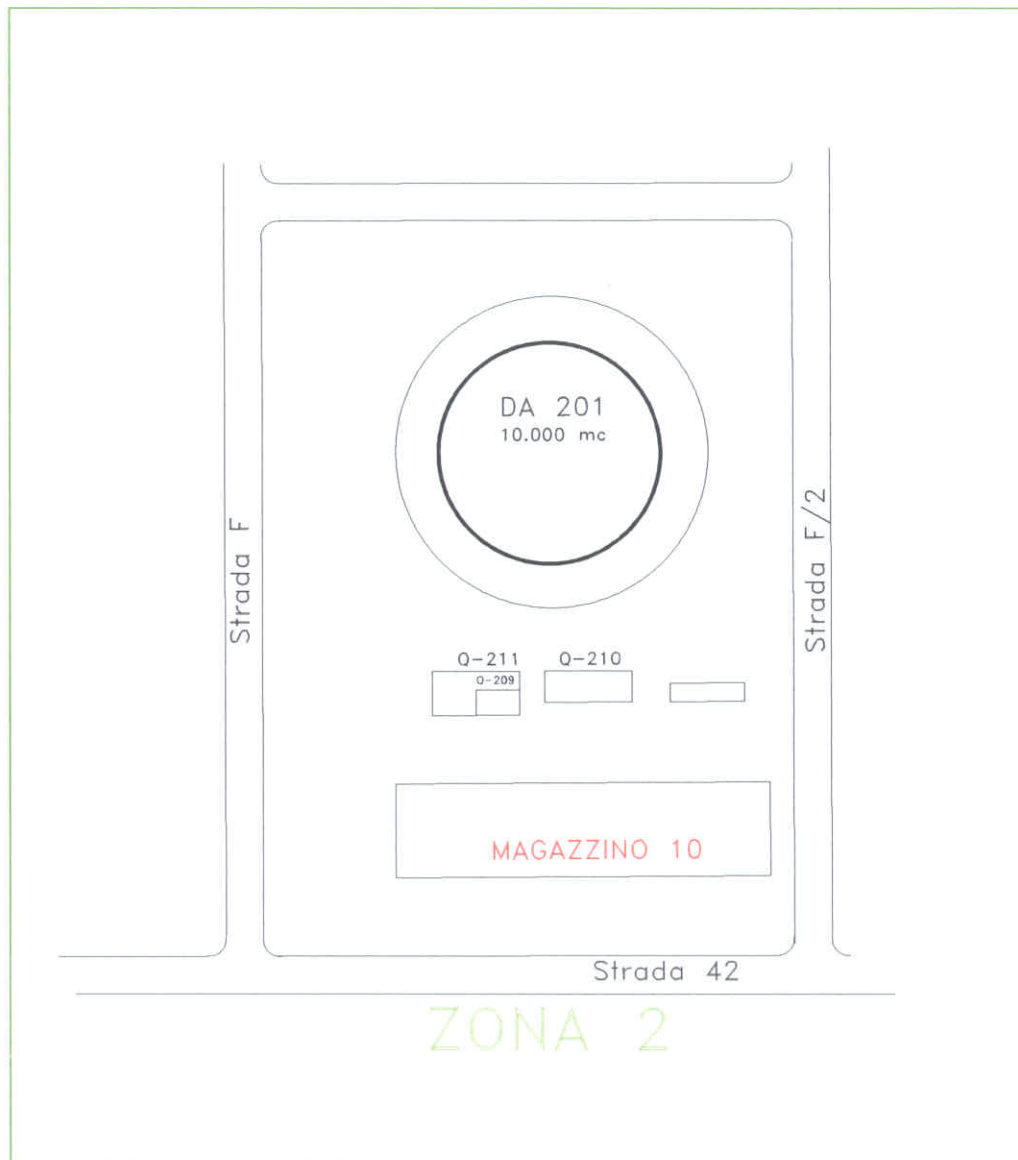 DA 201
10.000 mc
Strada F
Strada F/2
Q-211
Q-210
Q-209
MAGAZZINO 10
Strada 42
ZONA 2